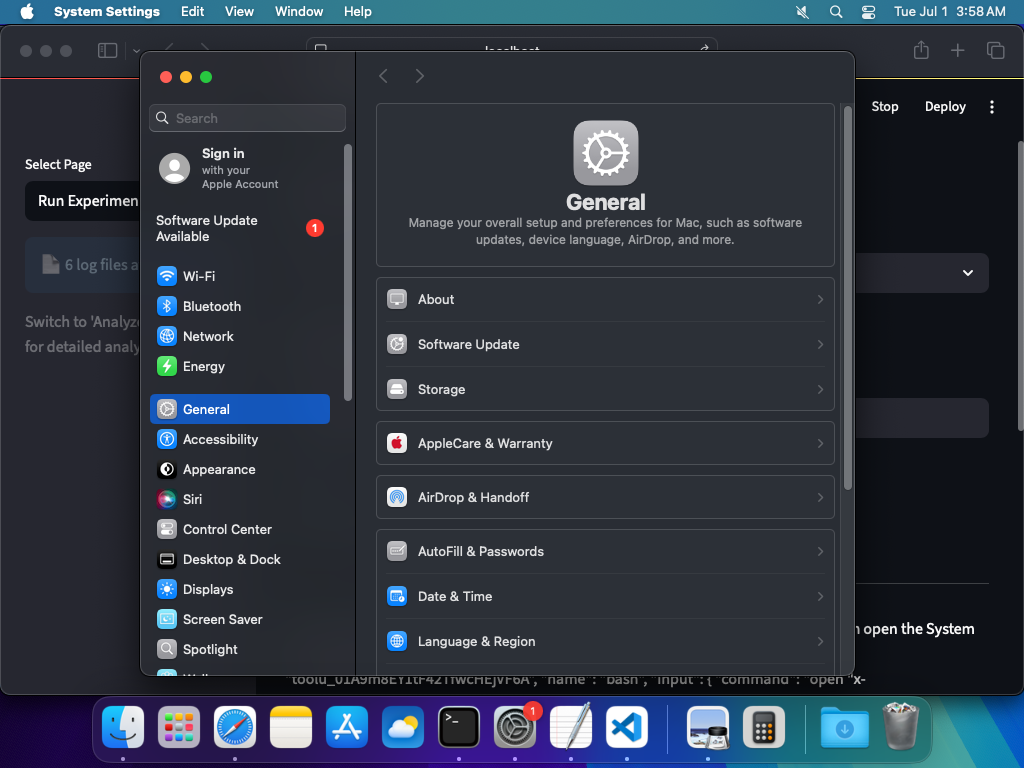 System Settings Edit View Window Help Tue Jul 1 3:58 AM
localhost
Stop Deploy
Select Page
Run Experimen
6 log files a
Switch to 'Analyze
for detailed analy
Search
Sign in
with your
Apple Account
Software Update
Available
1
Wi-Fi
Bluetooth
Network
Energy
General
Accessibility
Appearance
Siri
Control Center
Desktop & Dock
Displays
Screen Saver
Spotlight
General
Manage your overall setup and preferences for Mac, such as software
updates, device language, AirDrop, and more.
About
Software Update
Storage
AppleCare & Warranty
AirDrop & Handoff
AutoFill & Passwords
Date & Time
Language & Region
open the System
"name": "bash", "input":{ "command": "open "x-
1